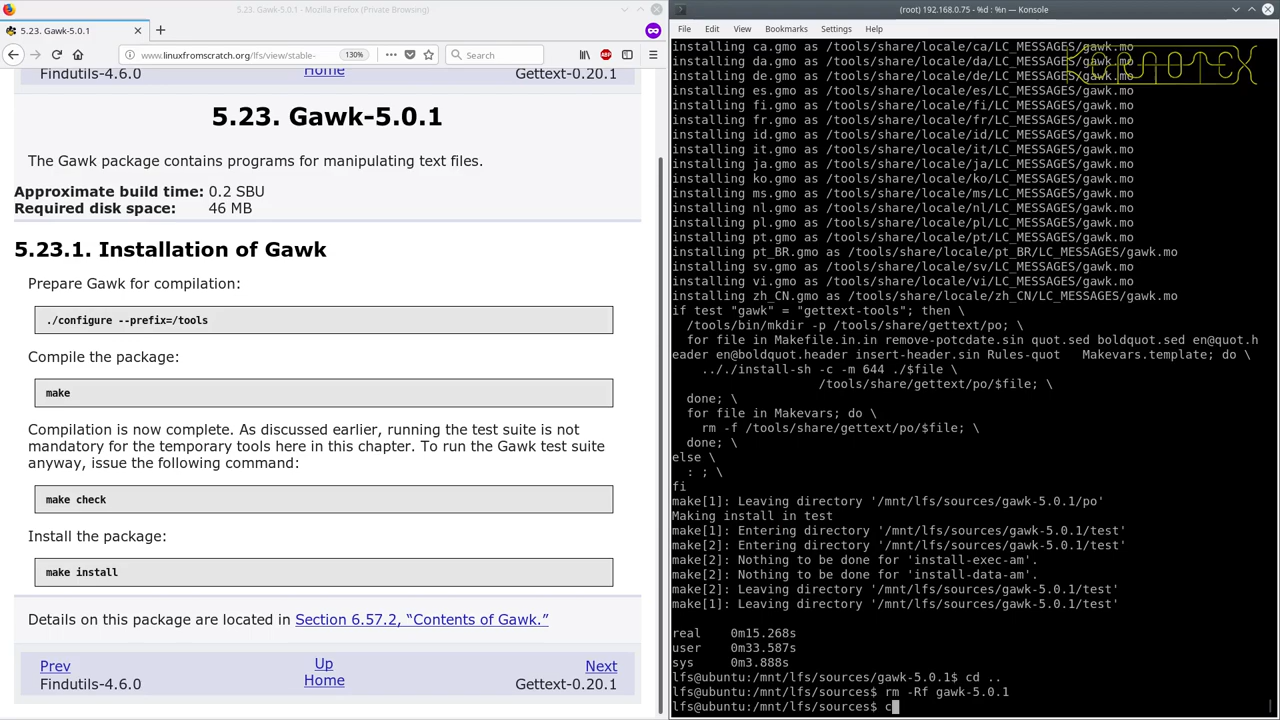 5.23. Gawk-5.0.1 - Mozilla Firefox (Private Browsing)
5.23. Gawk-5.0.1
www.linuxfromscratch.org/lfs/view/stable-
130%
Search
Findutils-4.6.0
Home
Gettext-0.20.1
5.23. Gawk-5.0.1
The Gawk package contains programs for manipulating text files.
Approximate build time: 0.2 SBU
Required disk space: 46 MB
5.23.1. Installation of Gawk
Prepare Gawk for compilation:
./configure --prefix=/tools
Compile the package:
make
Compilation is now complete. As discussed earlier, running the test suite is not
mandatory for the temporary tools here in this chapter. To run the Gawk test suite
anyway, issue the following command:
make check
Install the package:
make install
Details on this package are located in Section 6.57.2, “Contents of Gawk.”
Prev
Up
Next
Findutils-4.6.0
Home
Gettext-0.20.1
(root) 192.168.0.75 - %d : %n — Konsole
File Edit View Bookmarks Settings Help
installing ca.gmo as /tools/share/locale/ca/LC_MESSAGES/gawk.mo
installing da.gmo as /tools/share/locale/da/LC_MESSAGES/gawk.mo
installing de.gmo as /tools/share/locale/de/LC_MESSAGES/gawk.mo
installing es.gmo as /tools/share/locale/es/LC_MESSAGES/gawk.mo
installing fi.gmo as /tools/share/locale/fi/LC_MESSAGES/gawk.mo
installing fr.gmo as /tools/share/locale/fr/LC_MESSAGES/gawk.mo
installing id.gmo as /tools/share/locale/id/LC_MESSAGES/gawk.mo
installing it.gmo as /tools/share/locale/it/LC_MESSAGES/gawk.mo
installing ja.gmo as /tools/share/locale/ja/LC_MESSAGES/gawk.mo
installing ko.gmo as /tools/share/locale/ko/LC_MESSAGES/gawk.mo
installing ms.gmo as /tools/share/locale/ms/LC_MESSAGES/gawk.mo
installing nl.gmo as /tools/share/locale/nl/LC_MESSAGES/gawk.mo
installing pl.gmo as /tools/share/locale/pl/LC_MESSAGES/gawk.mo
installing pt.gmo as /tools/share/locale/pt/LC_MESSAGES/gawk.mo
installing pt_BR.gmo as /tools/share/locale/pt_BR/LC_MESSAGES/gawk.mo
installing sv.gmo as /tools/share/locale/sv/LC_MESSAGES/gawk.mo
installing vi.gmo as /tools/share/locale/vi/LC_MESSAGES/gawk.mo
installing zh_CN.gmo as /tools/share/locale/zh_CN/LC_MESSAGES/gawk.mo
if test "gawk" = "gettext-tools"; then \
/tools/bin/mkdir -p /tools/share/gettext/po; \
for file in Makefile.in.in remove-potcdate.sin quot.sed boldquot.sed en@quot.h
eader en@boldquot.header insert-header.sin Rules-quot Makevars.template; do \
.././install-sh -c -m 644 ./$file \
/tools/share/gettext/po/$file; \
done; \
for file in Makevars; do \
rm -f /tools/share/gettext/po/$file; \
done; \
else \
: ; \
fi
make[1]: Leaving directory '/mnt/lfs/sources/gawk-5.0.1/po'
Making install in test
make[1]: Entering directory '/mnt/lfs/sources/gawk-5.0.1/test'
make[2]: Entering directory '/mnt/lfs/sources/gawk-5.0.1/test'
make[2]: Nothing to be done for 'install-exec-am'.
make[2]: Nothing to be done for 'install-data-am'.
make[2]: Leaving directory '/mnt/lfs/sources/gawk-5.0.1/test'
make[1]: Leaving directory '/mnt/lfs/sources/gawk-5.0.1/test'
real 0m15.268s
user 0m33.587s
sys 0m3.888s
lfs@ubuntu:/mnt/lfs/sources/gawk-5.0.1$ cd ..
lfs@ubuntu:/mnt/lfs/sources$ rm -Rf gawk-5.0.1
lfs@ubuntu:/mnt/lfs/sources$ c